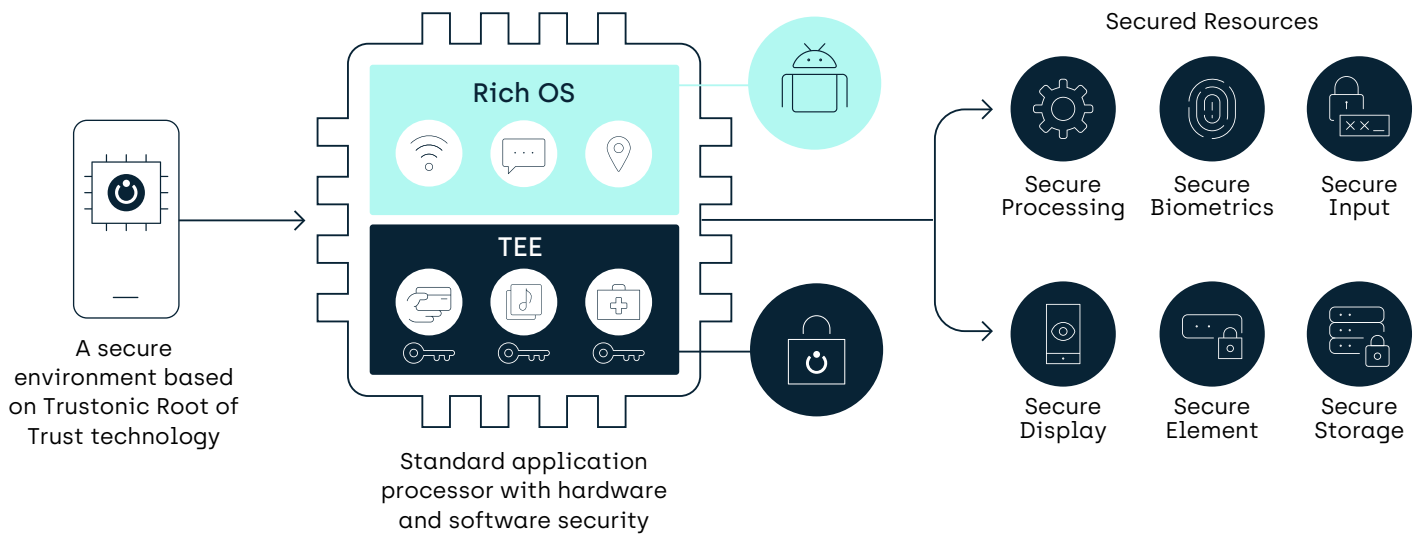 Secured Resources
Rich OS
TEE
A secure
environment based
on Trustonic Root of
Trust technology
Standard application
processor with hardware
and software security
Secure
Processing
Secure
Biometrics
××_
Secure
Input
Secure
Display
Secure
Element
Secure
Storage